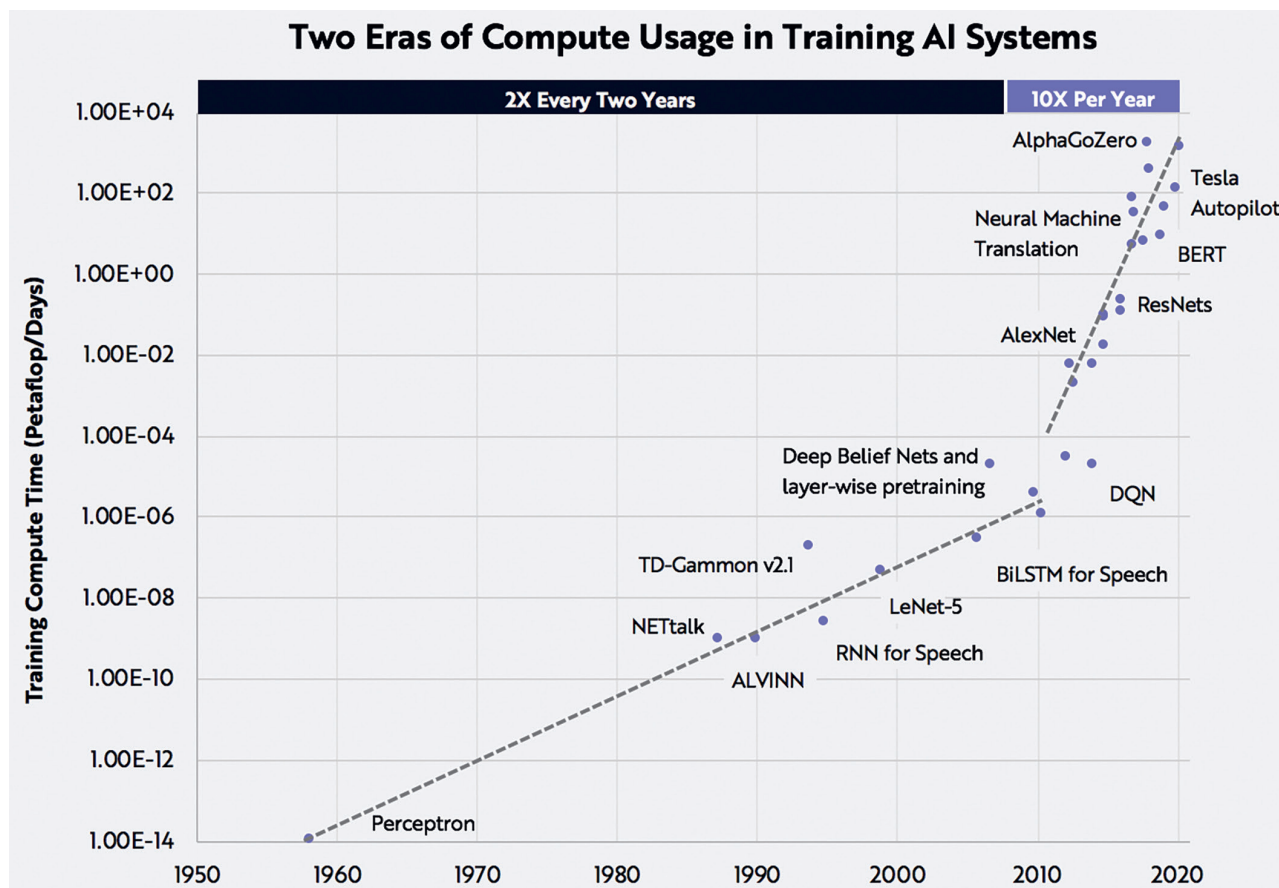 Two Eras of Compute Usage in Training AI Systems
2X Every Two Years
10X Per Year
Training Compute Time (Petaflop/Days)
1.00E+04
1.00E+02
1.00E+00
1.00E-02
1.00E-04
1.00E-06
1.00E-08
1.00E-10
1.00E-12
1.00E-14
AlphaGoZero
Tesla
Autopilot
Neural Machine
Translation
BERT
ResNets
AlexNet
Deep Belief Nets and
layer-wise pretraining
DQN
TD-Gammon v2.1
BiLSTM for Speech
LeNet-5
NETtalk
RNN for Speech
ALVINN
Perceptron
1950
1960
1970
1980
1990
2000
2010
2020